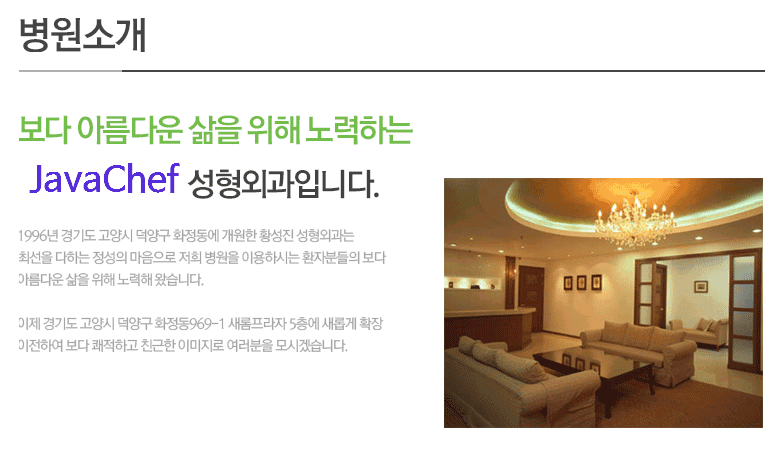 병원소개
보다 아름다운 삶을 위해 노력하는
JavaChef 성형외과입니다.
1996년 경기도 고양시 덕양구 화정동에 개원한 황성진 성형외과는
최선을 다하는 정성의 마음으로 저희 병원을 이용하시는 환자분들의 보다
아름다운 삶을 위해 노력해 왔습니다.
이제 경기도 고양시 덕양구 화정동969-1 새롬프라자 5층에 새롭게 확장
이전하여 보다 쾌적하고 친근한 이미지로 여러분을 모시겠습니다.